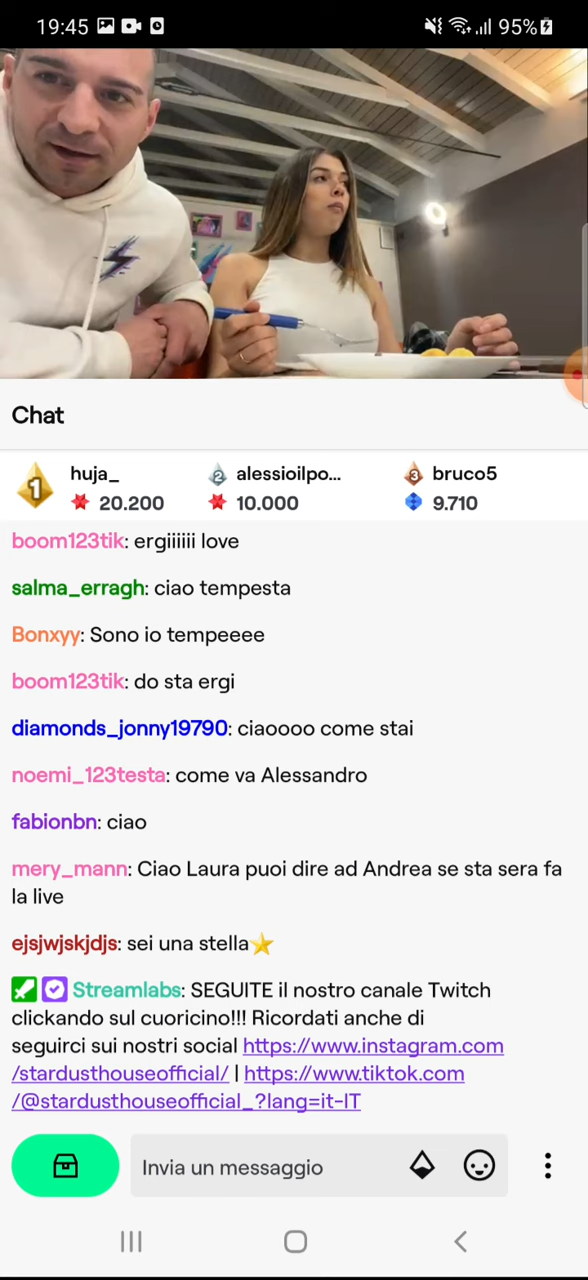 19:45 95%
Chat
1 huja_ 2 alessioilpo... 3 bruco5
20.200 10.000 9.710
boom123tik: ergiiiiii love
salma_erragh: ciao tempesta
Bonxyy: Sono io tempeeee
boom123tik: do sta ergi
diamonds_jonny19790: ciaoooo come stai
noemi_123testa: come va Alessandro
fabionbn: ciao
mery_mann: Ciao Laura puoi dire ad Andrea se sta sera fa
la live
ejsjwjskjdjs: sei una stella⭐
Streamlabs: SEGUITE il nostro canale Twitch
clickando sul cuoricino!!! Ricordati anche di
seguirci sui nostri social https://www.instagram.com
/stardusthouseofficial/ | https://www.tiktok.com
/@stardusthouseofficial_?lang=it-IT
Invia un messaggio